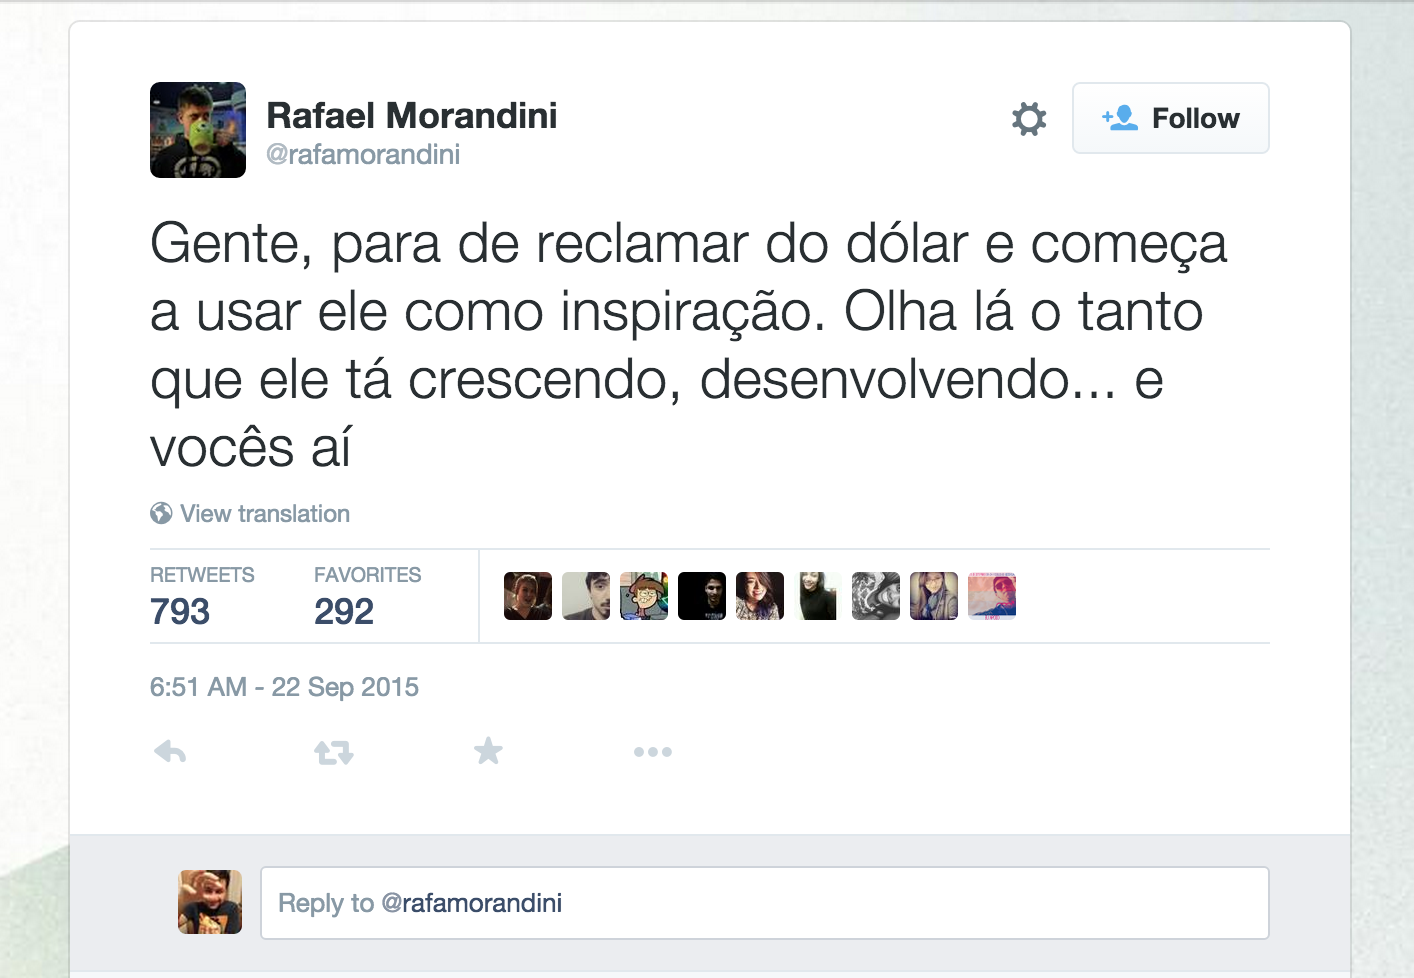 Rafael Morandini
@rafamorandini
Follow
Gente, para de reclamar do dólar e começa
a usar ele como inspiração. Olha lá o tanto
que ele tá crescendo, desenvolvendo... e
vocês aí
View translation
RETWEETS
793
FAVORITES
292
6:51 AM - 22 Sep 2015
Reply to @rafamorandini